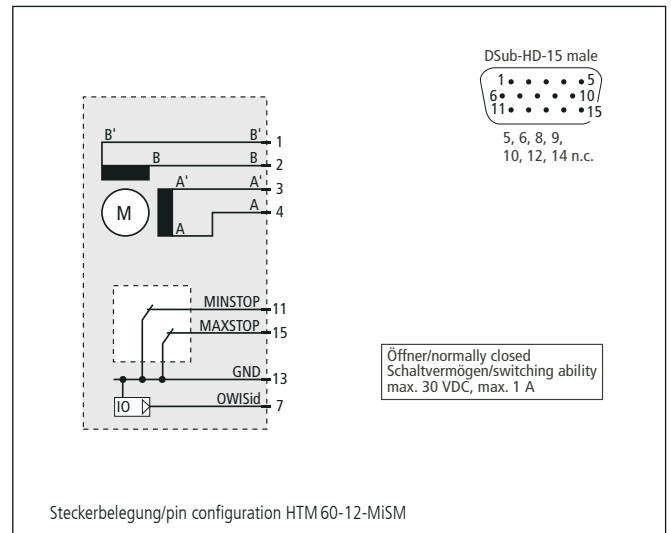 DSub-HD-15 male
1 5
6 10
11 15
5, 6, 8, 9,
10, 12, 14 n.c.
B' B' 1
B B 2
A' A' 3
M
A 4
A
MINSTOP 11
MAXSTOP 15
GND 13
IO OWISid 7
Öffner/normally closed
Schaltvermögen/switching ability
max. 30 VDC, max. 1 A
Steckerbelegung/pin configuration HTM 60-12-MiSM